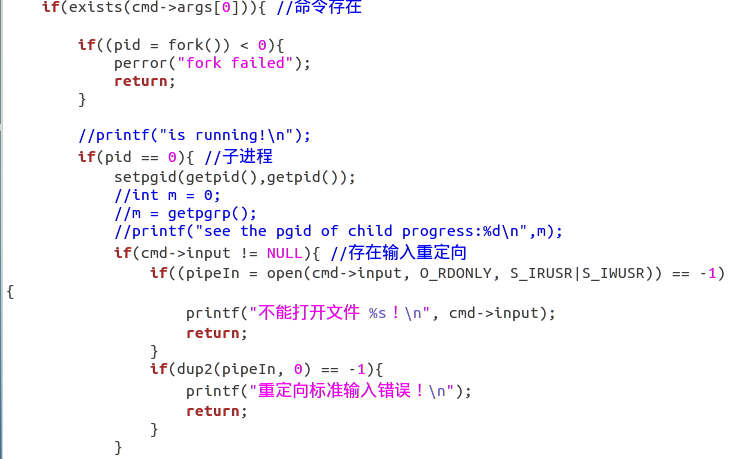 if(exists(cmd->args[0])){ //命令存在
if((pid = fork()) < 0){
perror("fork failed");
return;
}
//printf("is running!\n");
if(pid == 0){ //子进程
setpgid(getpid(),getpid());
//int m = 0;
//m = getpgrp();
//printf("see the pgid of child progress:%d\n",m);
if(cmd->input != NULL){ //存在输入重定向
if((pipeIn = open(cmd->input, O_RDONLY, S_IRUSR|S_IWUSR)) == -1)
{
printf("不能打开文件 %s！\n", cmd->input);
return;
}
if(dup2(pipeIn, 0) == -1){
printf("重定向标准输入错误！\n");
return;
}
}